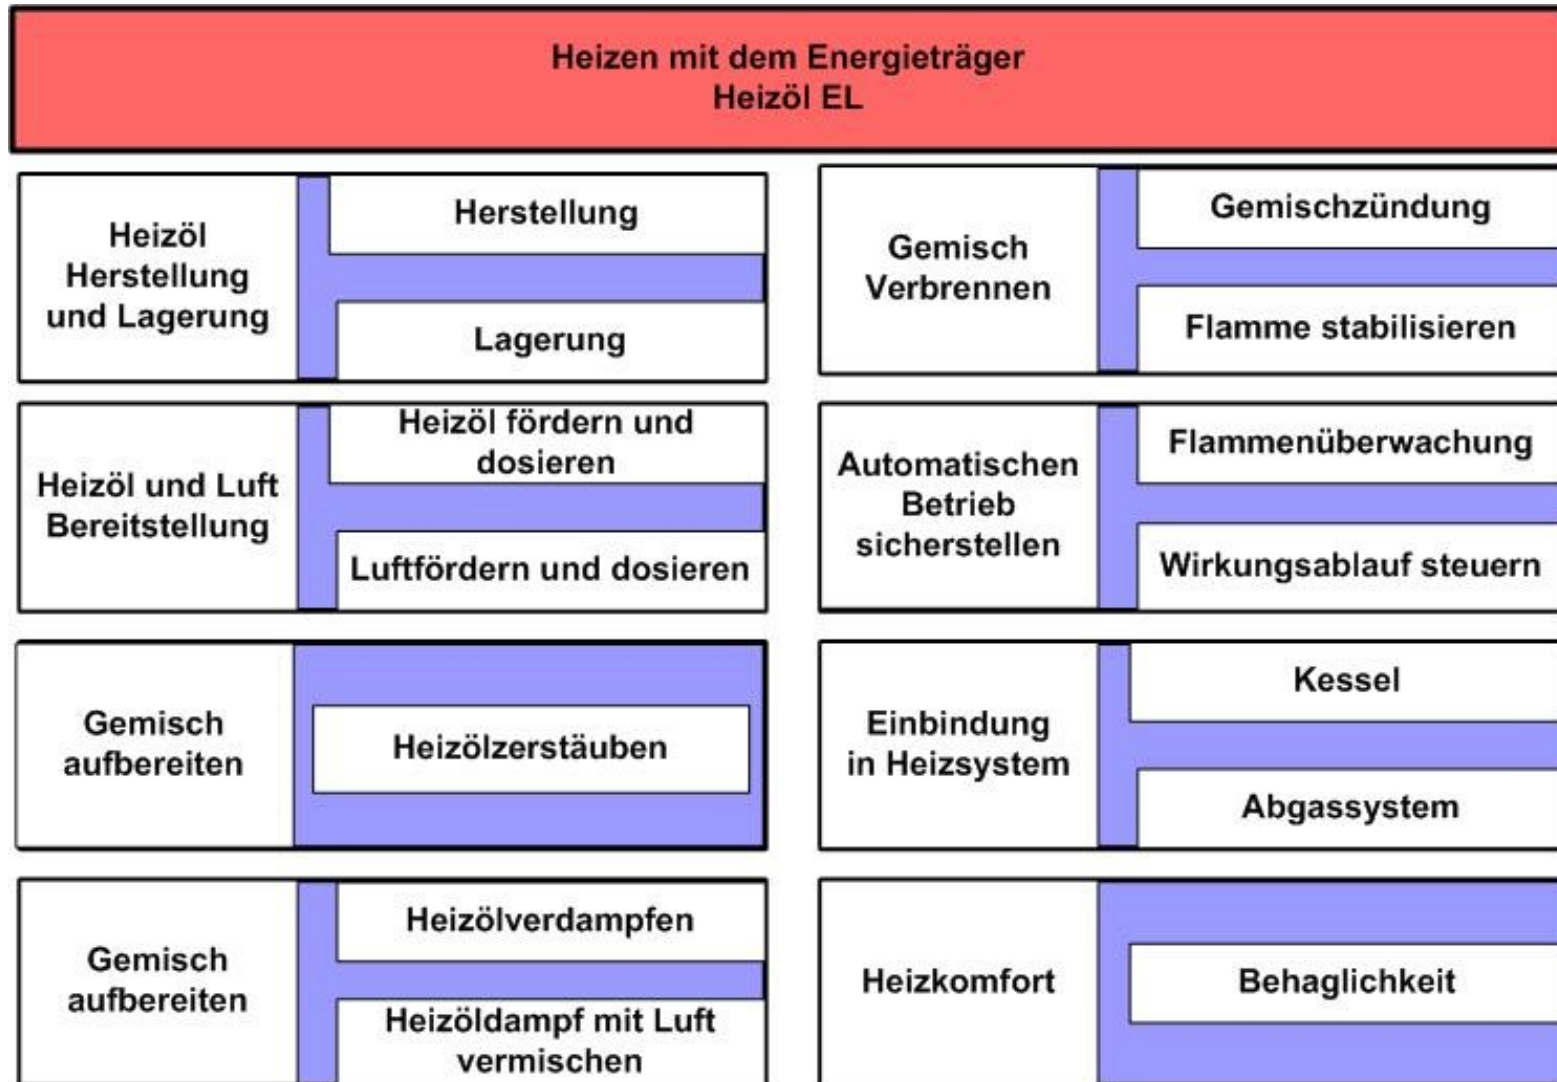 Heizen mit dem Energieträger
Heizöl EL
Heizöl
Herstellung
und Lagerung
Herstellung
Lagerung
Heizöl und Luft
Bereitstellung
Heizöl fördern und
dosieren
Luftfördern und dosieren
Gemisch
aufbereiten
Heizölzerstäuben
Gemisch
aufbereiten
Heizölverdampfen
Heizöldampf mit Luft
vermischen
Gemisch
Verbrennen
Gemischzündung
Flamme stabilisieren
Automatischen
Betrieb
sicherstellen
Flammenüberwachung
Wirkungsablauf steuern
Einbindung
in Heizsystem
Kessel
Abgassystem
Heizkomfort
Behaglichkeit